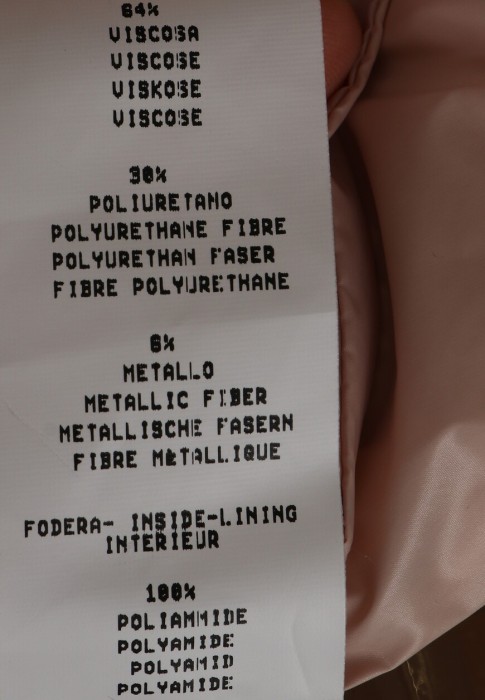 64%
VISCOSA
VISCOSE
VISKOSE
VISCOSE
30%
POLIURETANO
POLYURETHANE FIBRE
POLYURETHAN FASER
FIBRE POLYURETHANE
6%
METALLO
METALLIC FIBER
METALLISCHE FASERN
FIBRE METALLIQUE
FODERA- INSIDE-LINING
INTERIEUR
100%
POLIAMMIDE
POLYAMIDE
POLYAMID
POLYAMIDE